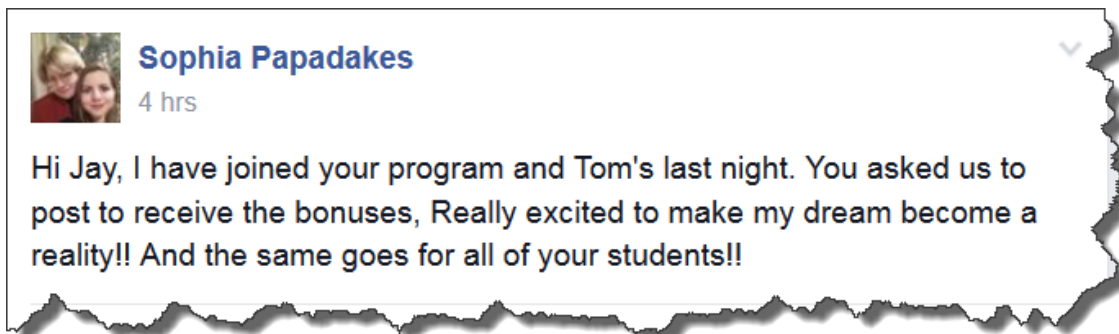 Sophia Papadakes
4 hrs
Hi Jay, I have joined your program and Tom's last night. You asked us to
post to receive the bonuses, Really excited to make my dream become a
reality!! And the same goes for all of your students!!